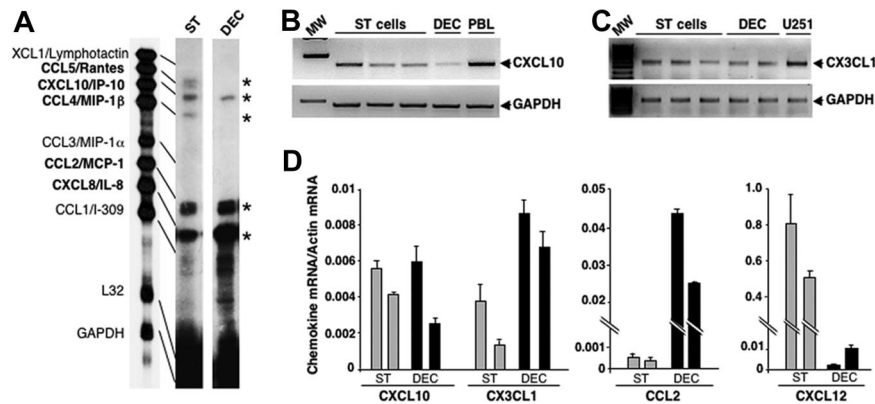 A
ST
DEC
XCL1/Lymphotactin
CCL5/Rantes
CXCL10/IP-10
CCL4/MIP-1β
CCL3/MIP-1α
CCL2/MCP-1
CXCL8/IL-8
CCL1/I-309
L32
GAPDH
*
*
*
*
*
B
MW
ST cells
DEC
PBL
CXCL10
GAPDH
C
MW
ST cells
DEC
U251
CX3CL1
GAPDH
D
Chemokine mRNA/Actin mRNA
0.01
0.008
0.006
0.004
0.002
0
ST DEC ST DEC
CXCL10 CX3CL1
0.05
0.04
0.03
0.02
0.001
0
ST DEC
CCL2
1.0
0.8
0.6
0.4
0.001
0
ST DEC
CXCL12